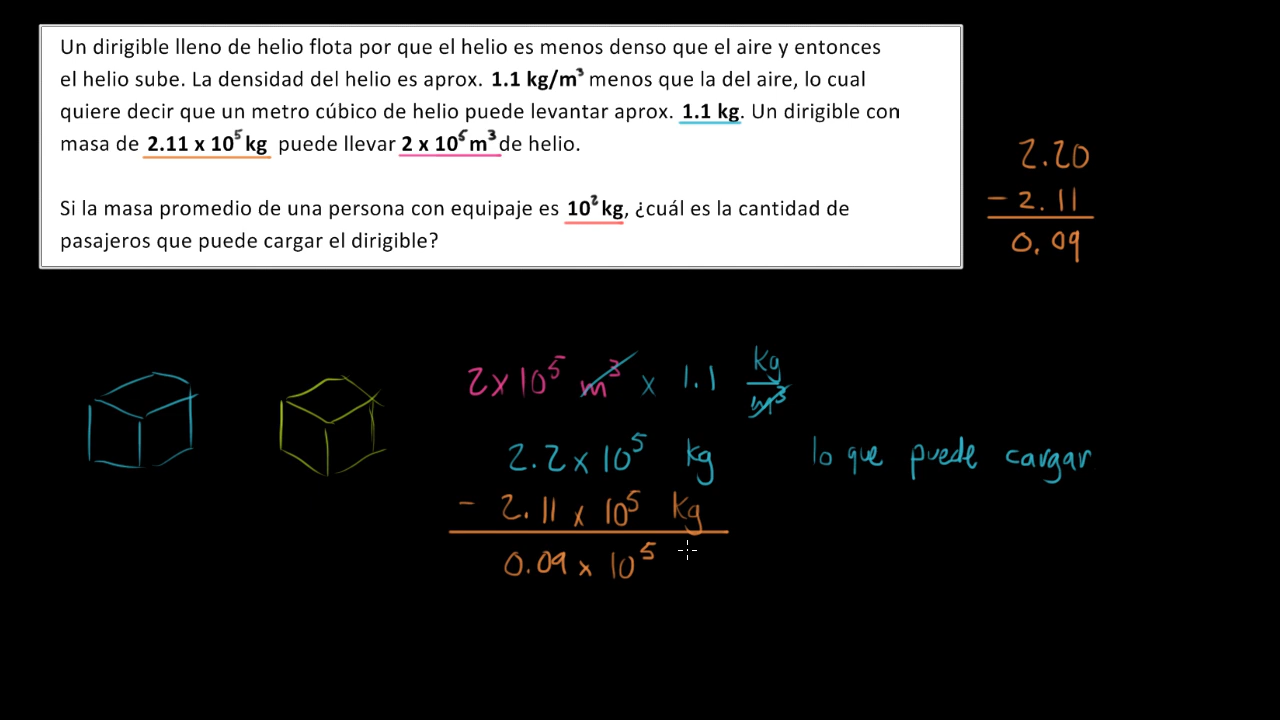 Un dirigible lleno de helio flota por que el helio es menos denso que el aire y entonces
el helio sube. La densidad del helio es aprox. 1.1 kg/m³ menos que la del aire, lo cual
quiere decir que un metro cúbico de helio puede levantar aprox. 1.1 kg. Un dirigible con
masa de 2.11 x 10⁵ kg puede llevar 2 x 10⁵ m³ de helio.
Si la masa promedio de una persona con equipaje es 10² kg, ¿cuál es la cantidad de
pasajeros que puede cargar el dirigible?
2.20
- 2.11
0.09
2 x 10⁵ m³ x 1.1 kg/m³
2.2 x 10⁵ kg lo que puede cargar
- 2.11 x 10⁵ kg
0.09 x 10⁵